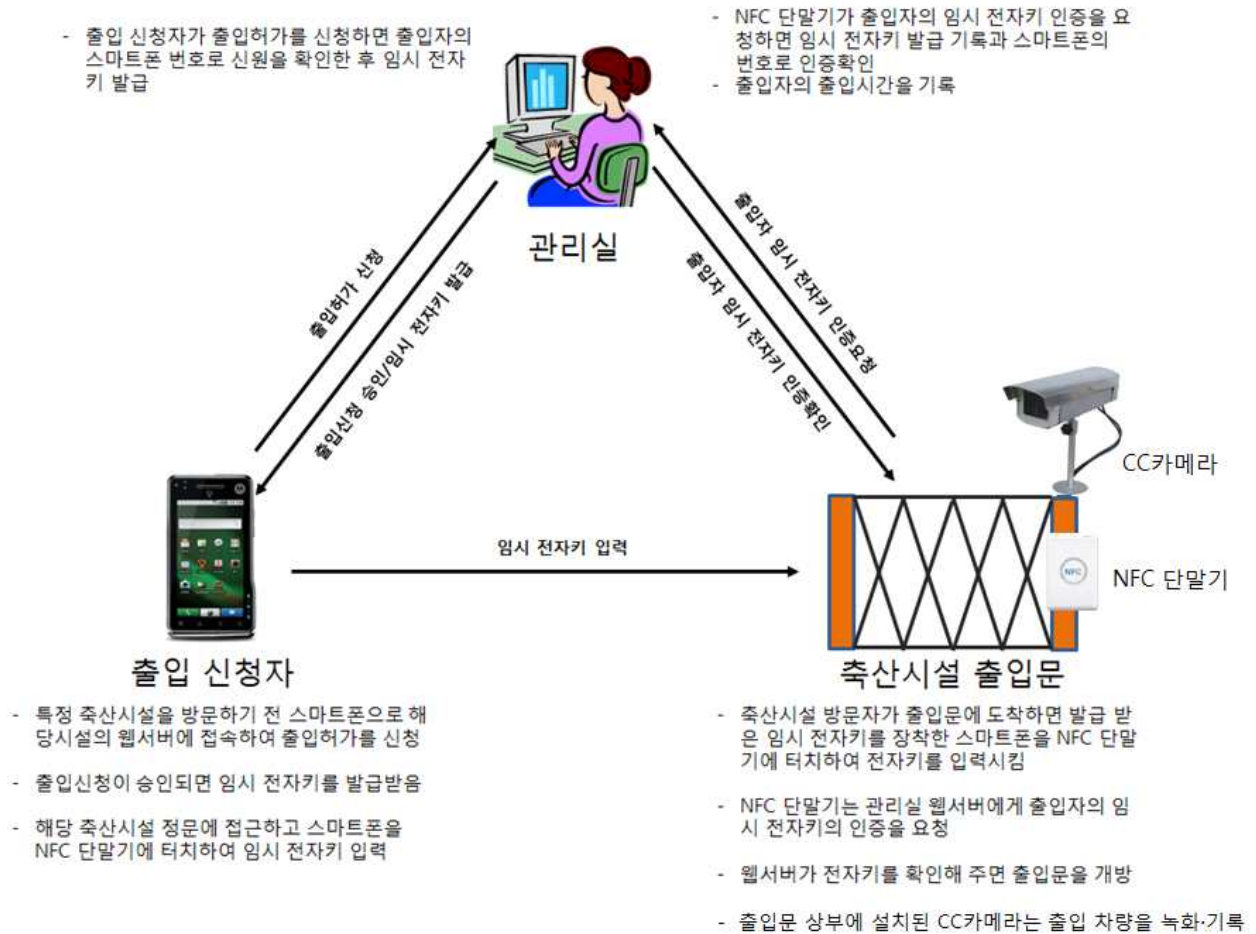 - 출입 신청자가 출입허가를 신청하면 출입자의
스마트폰 번호로 신원을 확인한 후 임시 전자
키 발급
- NFC 단말기가 출입자의 임시 전자키 인증을 요
청하면 임시 전자키 발급 기록과 스마트폰의
번호로 인증확인
- 출입자의 출입시간을 기록
관리실
출입허가 신청
출입신청 승인/임시 전자키 발급
출입자 임시 전자키 인증요청
출입자 임시 전자키 인증확인
CC카메라
임시 전자키 입력
NFC
NFC 단말기
출입 신청자
- 특정 축산시설을 방문하기 전 스마트폰으로 해
당시설의 웹서버에 접속하여 출입허가를 신청
- 출입신청이 승인되면 임시 전자키를 발급받음
- 해당 축산시설 정문에 접근하고 스마트폰을
NFC 단말기에 터치하여 임시 전자키 입력
축산시설 출입문
- 축산시설 방문자가 출입문에 도착하면 발급 받
은 임시 전자키를 장착한 스마트폰을 NFC 단말
기에 터치하여 전자키를 입력시킴
- NFC 단말기는 관리실 웹서버에게 출입자의 임
시 전자키의 인증을 요청
- 웹서버가 전자키를 확인해 주면 출입문을 개방
- 출입문 상부에 설치된 CC카메라는 출입 차량을 녹화·기록